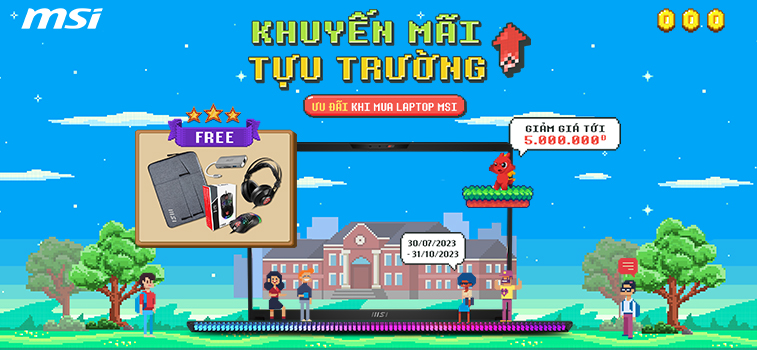 msi
KHUYẾN MÃI
TỰU TRƯỜNG
ƯU ĐÃI KHI MUA LAPTOP MSI
FREE
GIẢM GIÁ TỚI
5.000.000Đ
msi
30/07/2023
- 31/10/2023
msi